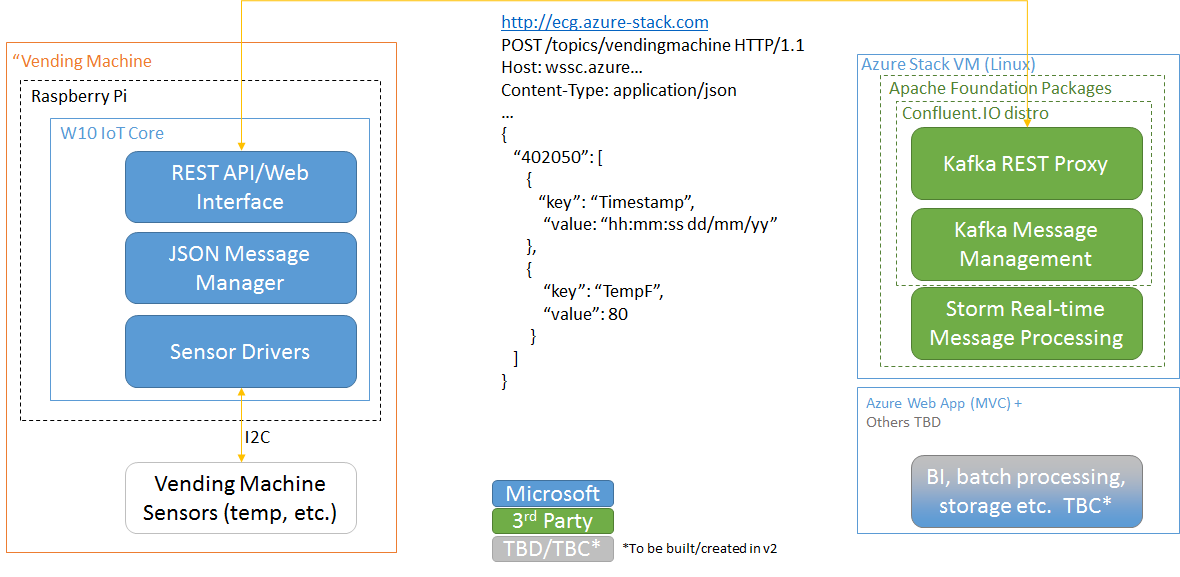 http://ecg.azure-stack.com
POST /topics/vendingmachine HTTP/1.1
Host: wssc.azure…
Content-Type: application/json
…
{
“402050”: [
{
“key”: “Timestamp”,
“value: “hh:mm:ss dd/mm/yy”
},
{
“key”: “TempF”,
“value”: 80
}
]
}
“Vending Machine
Raspberry Pi
W10 IoT Core
REST API/Web
Interface
JSON Message
Manager
Sensor Drivers
I2C
Vending Machine
Sensors (temp, etc.)
Azure Stack VM (Linux)
Apache Foundation Packages
Confluent.IO distro
Kafka REST Proxy
Kafka Message
Management
Storm Real-time
Message Processing
Azure Web App (MVC) +
Others TBD
BI, batch processing,
storage etc. TBC*
Microsoft
3rd Party
TBD/TBC*
*To be built/created in v2